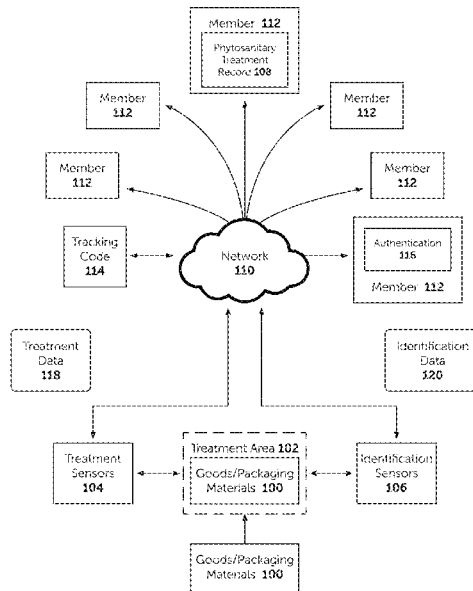 Member 112
Phytosanitary
Treatment
Record 108
Member
112
Member
112
Member
112
Member
112
Tracking
Code
114
Network
110
Authentication
116
Member 112
Treatment
Data
118
Identification
Data
120
Treatment Area 102
Treatment
Sensors
104
Goods/Packaging
Materials 100
Identification
Sensors
106
Goods/Packaging
Materials 100